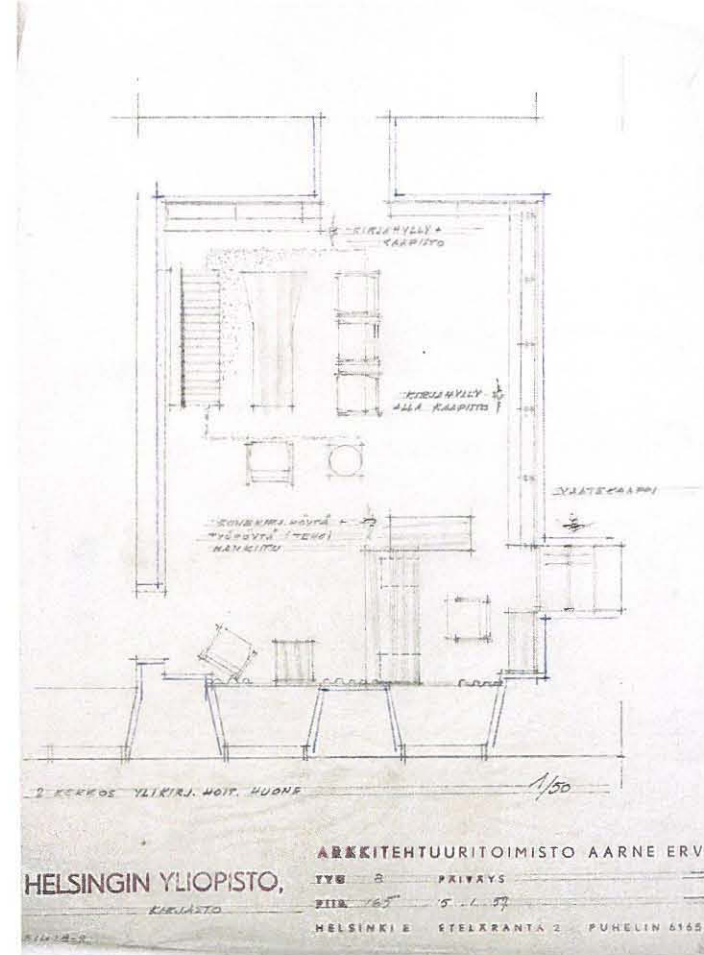 KIRJAHYLLY +
KAAPISTO
KIRJAHYLLY
ALLA KAAPISTO
VAATEKAAPPI
KONEKIRJ. PÖYTÄ +
TYÖPÖYTÄ (TEHO)
HANKITTU
2 KERROS YLIKIRJ. HOIT. HUONE
1/50
HELSINGIN YLIOPISTO,
KIRJASTO
ARKKITEHTUURITOIMISTO AARNE ERV
TYÖ 8 PÄIVÄYS
PIIR. 165 5.1.57
HELSINKI E ETELÄRANTA 2 PUHELIN 6165